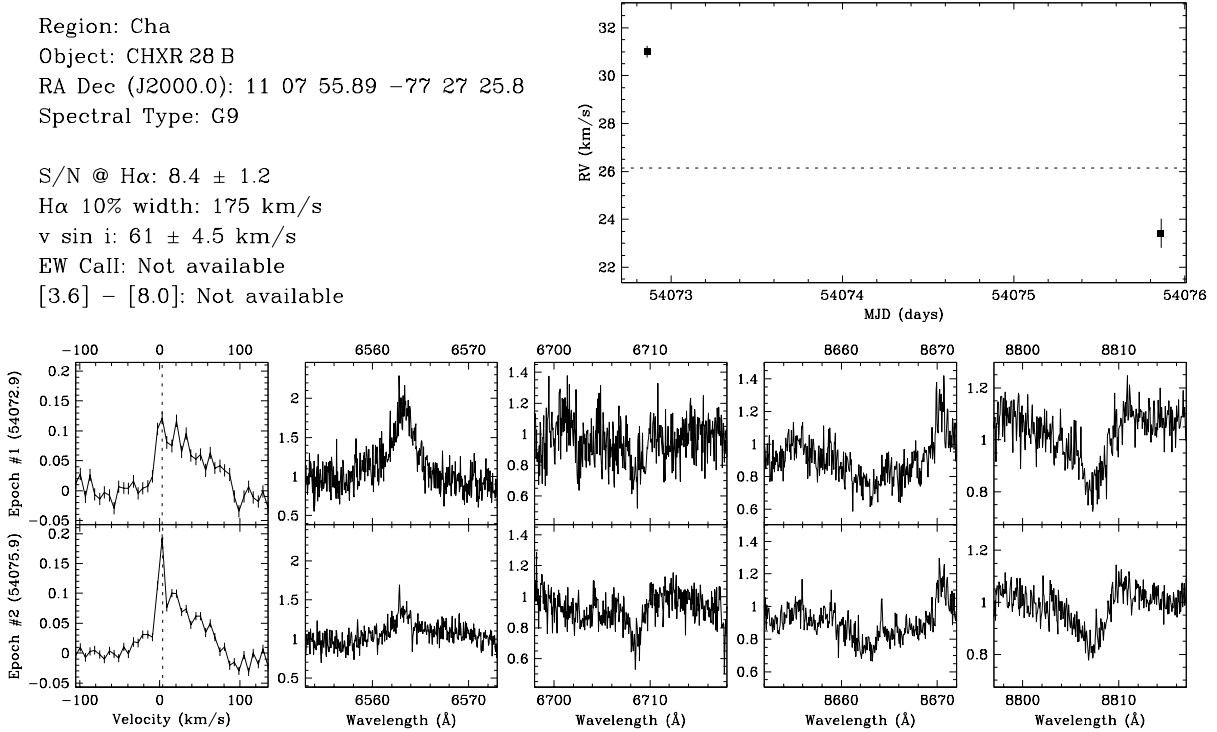 Region: Cha
Object: CHXR 28 B
RA Dec (J2000.0): 11 07 55.89 −77 27 25.8
Spectral Type: G9
S/N @ Hα: 8.4 ± 1.2
Hα 10% width: 175 km/s
v sin i: 61 ± 4.5 km/s
EW CaII: Not available
[3.6] − [8.0]: Not available
32
30
28
26
24
22
RV (km/s)
54073 54074 54075 54076
MJD (days)
−100 0 100
6560 6570
6700 6710
8660 8670
8800 8810
Epoch #1 (54072.9)
0.2
0.15
0.1
0.05
0
−0.05
2
1.5
1
0.5
1.4
1.2
1
0.8
0.6
1.4
1.2
1
0.8
0.6
1.2
1
0.8
Epoch #2 (54075.9)
0.2
0.15
0.1
0.05
0
−0.05
2
1.5
1
0.5
1.4
1.2
1
0.8
0.6
1.4
1.2
1
0.8
0.6
1.2
1
0.8
−100 0 100
Velocity (km/s)
6560 6570
Wavelength (Å)
6700 6710
Wavelength (Å)
8660 8670
Wavelength (Å)
8800 8810
Wavelength (Å)